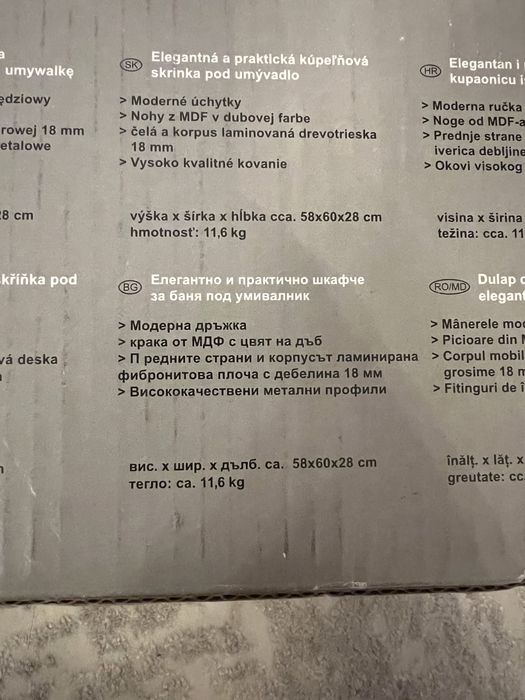 a
umywalkę
ędziowy
rowej 18 mm
etalowe
28 cm
SK Elegantná a praktická kúpeľňová
skrinka pod umývadlo
> Moderné úchytky
> Nohy z MDF v dubovej farbe
> čelá a korpus laminovaná drevotrieska
18 mm
> Vysoko kvalitné kovanie
výška x šírka x hĺbka cca. 58x60x28 cm
hmotnosť: 11,6 kg
HR Elegantan i
kupaonicu i
> Moderna ručka
> Noge od MDF-a
> Prednje strane
iverica debljine
> Okovi visokog
visina x širina
težina: cca. 11
skříňka pod
vá deska
BG Елегантно и практично шкафче
за баня под умивалник
> Модерна дръжка
> крака от МДФ с цвят на дъб
> П редните страни и корпусът ламинирана
фибронитова плоча с дебелина 18 мм
> Висококачествени метални профили
вис. x шир. x дълб. ca. 58x60x28 cm
тегло: ca. 11,6 kg
RO/MD Dulap
elegant
> Mânerele mod
> Picioare din
> Corpul mobil
grosime 18 m
> Fitinguri de
înălț. x lăț. x
greutate: cc